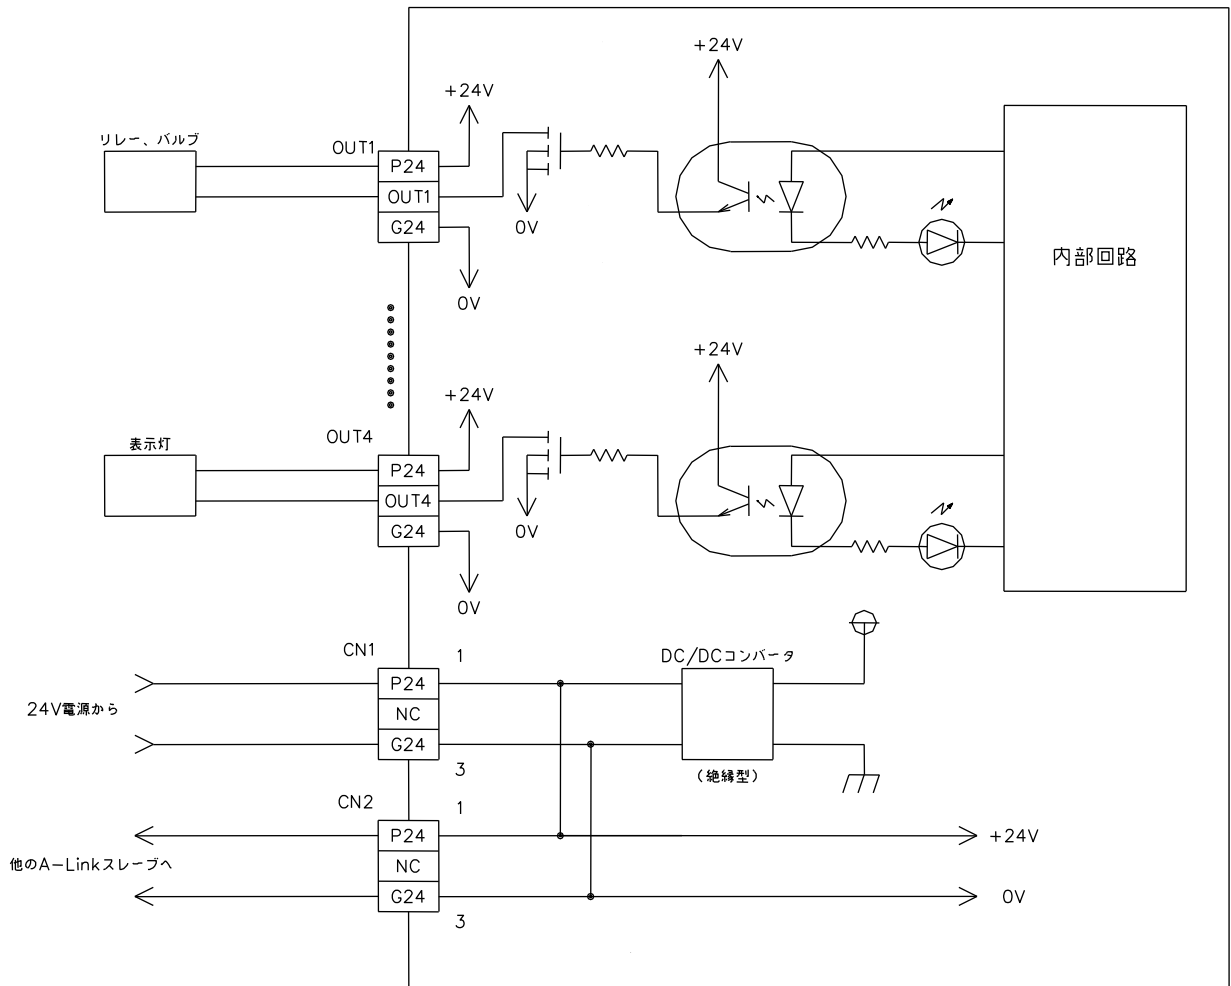 +24V
+24V
リレー、バルブ
OUT1
P24
OUT1
G24
0V
0V
内部回路
+24V
+24V
表示灯
OUT4
P24
OUT4
G24
0V
0V
CN1
1
DC/DCコンバータ
P24
24V電源から
NC
G24
3
(絶縁型)
CN2
1
P24
+24V
他のA-Linkスレーブへ
NC
G24
0V
3